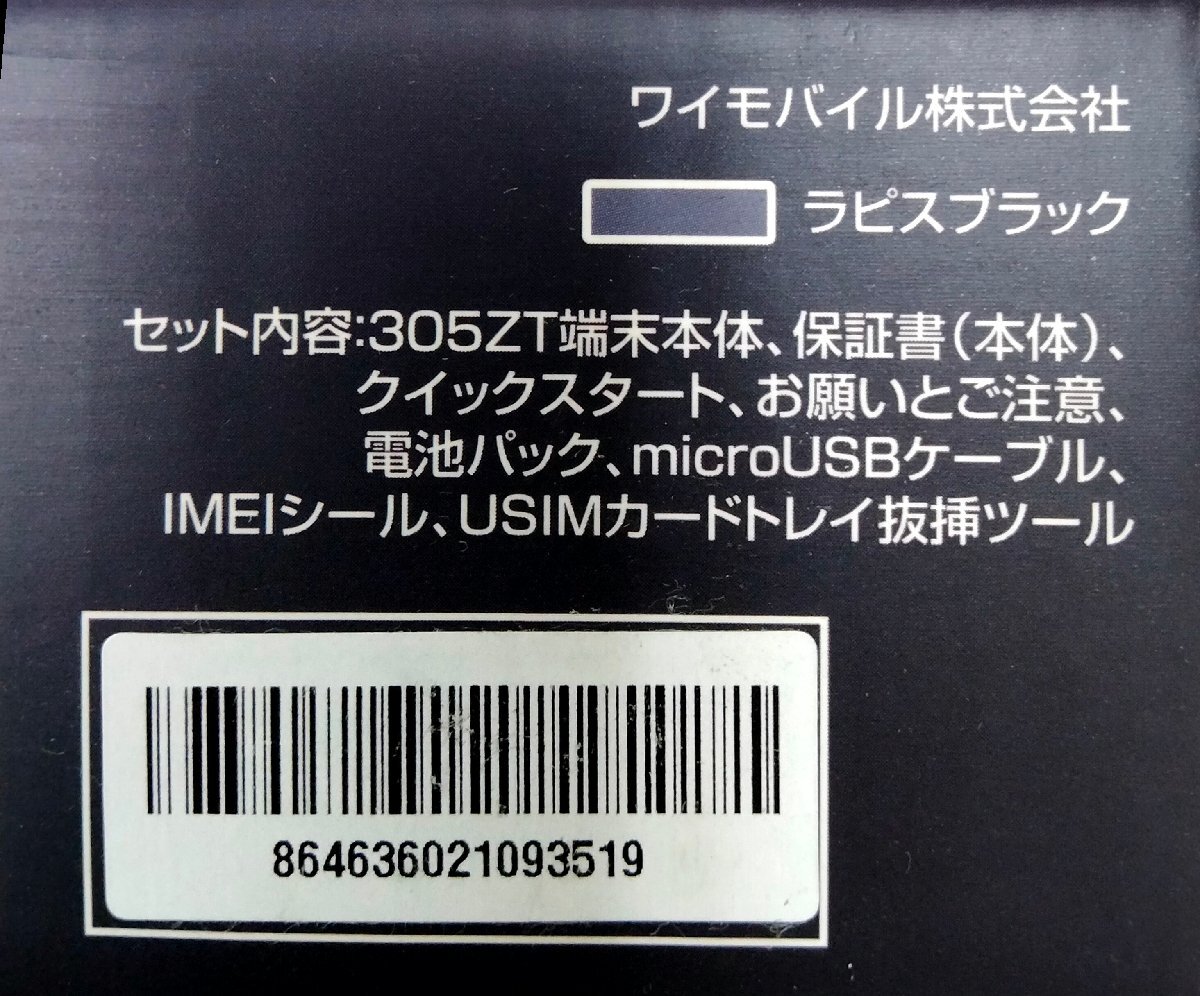 ワイモバイル株式会社
ラピスブラック
セット内容:305ZT端末本体、保証書(本体)、
クイックスタート、お願いとご注意、
電池パック、microUSBケーブル、
IMEIシール、USIMカードトレイ抜挿ツール
864636021093519